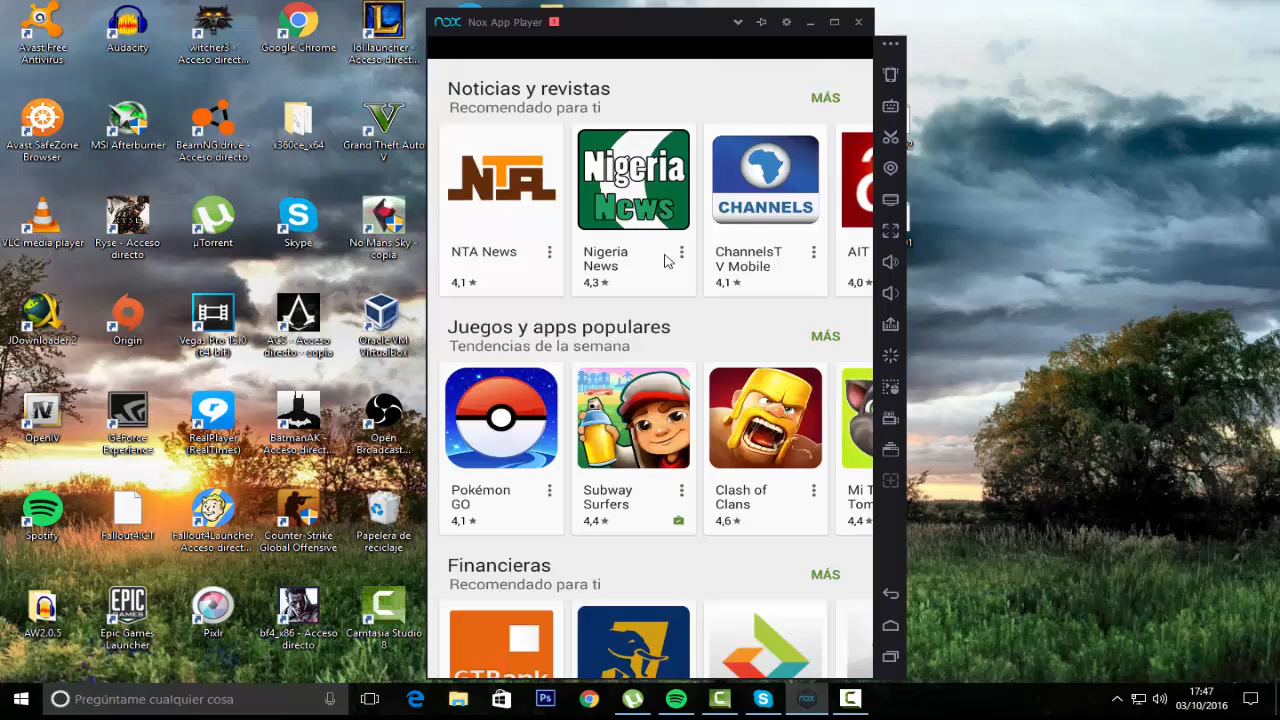 Avast Free
Antivirus
Audacity
witcher3 -
Acceso direct...
Google Chrome
lol.launcher -
Acceso direct...
Avast SafeZone
Browser
MSI Afterburner
BeamNG.drive -
Acceso directo
x360ce_x64
Grand Theft Auto
V
VLC media player
Ryse - Acceso
directo
µTorrent
Skype
No Mans Sky -
copia
JDownloader 2
Origin
Vegas Pro 13.0
(64-bit)
ACS - Acceso
directo - copia
Oracle VM
VirtualBox
OpenIV
GeForce
Experience
RealPlayer
(RealTimes)
BatmanAK -
Acceso direct...
Open
Broadcast...
Spotify
Fallout4.CT
Fallout4Launcher
- Acceso direct...
Counter-Strike
Global Offensive
Papelera de
reciclaje
AW2.0.5
EPIC
GAMES
Epic Games
Launcher
Pixlr
bf4_x86 - Acceso
directo
Camtasia Studio
8
nox Nox App Player
Noticias y revistas
Recomendado para ti
MÁS
NTA
Nigeria
News
CHANNELS
NTA News
4,1
Nigeria
News
4,3
ChannelsT
V Mobile
4,1
AIT
4,0
Juegos y apps populares
Tendencias de la semana
MÁS
Pokémon
GO
4,1
Subway
Surfers
4,4
Clash of
Clans
4,6
Mi T
Tom
4,4
Financieras
Recomendado para ti
MÁS
GTBank
Pregúntame cualquier cosa
Ps
nox
17:47
03/10/2016